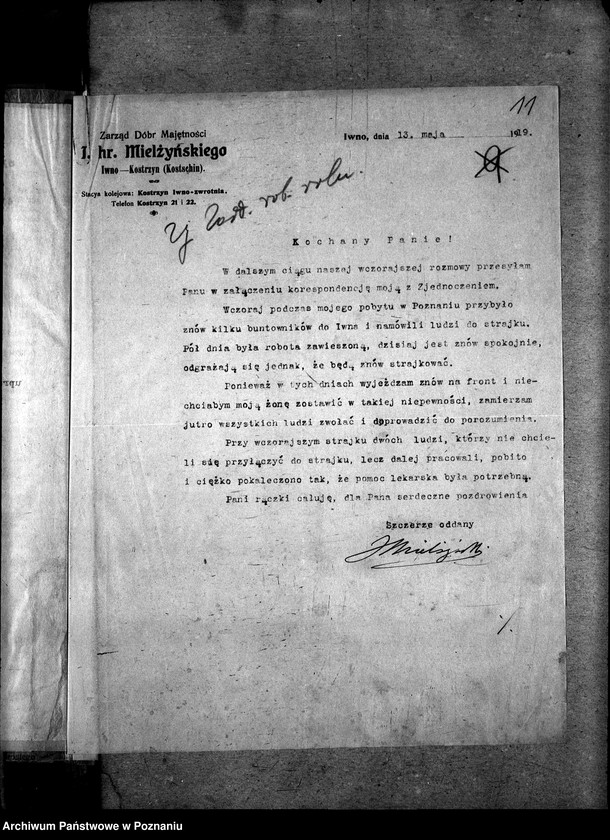 11
Zarząd Dóbr Majętności
I. hr. Mielżyńskiego
Iwno—Kostrzyn (Kostschin).
Stacya kolejowa: Kostrzyn Iwno-zwrotnia.
Telefon Kostrzyn 21 i 22.
Iwno, dnia 13. maja 1919.
rob. roln.
Kochany Panie!
W dalszym ciągu naszej wczorajszej rozmowy przesyłam
Panu w załączeniu korespondencję moją z Zjednoczeniem.
Wczoraj podczas mojego pobytu w Poznaniu przybyło
znów kilku buntowników do Iwna i namówili ludzi do strajku.
Pół dnia była robota zawieszoną, dzisiaj jest znów spokojnie,
odgrażają się jednak, że będą znów strajkować.
Ponieważ w tych dniach wyjeżdzam znów na front i nie-
chciabym moją żonę zostawić w takiej niepewności, zamierzam
jutro wszystkich ludzi zwołać i doprowadzić do porozumienia.
Przy wczorajszym strajku dwóch ludzi, którzy nie chcie-
li się przyłączyć do strajku, lecz dalej pracowali, pobito
i ciężko pokaleczono tak, że pomoc lekarska była potrzebną.
Pani rączki całuję, dla Pana serdeczne pozdrowienia
Szczerze oddany
Archiwum Państwowe w Poznaniu